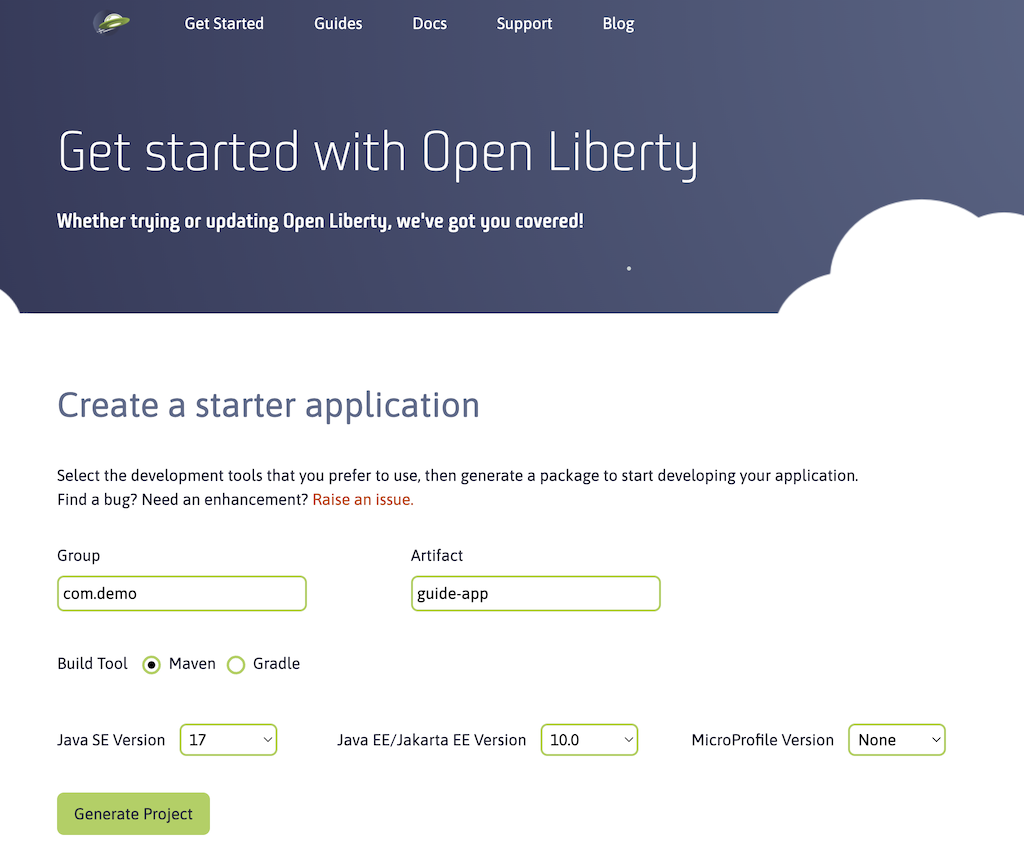 Get Started Guides Docs Support Blog
Get started with Open Liberty
Whether trying or updating Open Liberty, we've got you covered!
Create a starter application
Select the development tools that you prefer to use, then generate a package to start developing your application.
Find a bug? Need an enhancement? Raise an issue.
Group Artifact
com.demo guide-app
Build Tool Maven Gradle
Java SE Version 17 Java EE/Jakarta EE Version 10.0 MicroProfile Version None
Generate Project